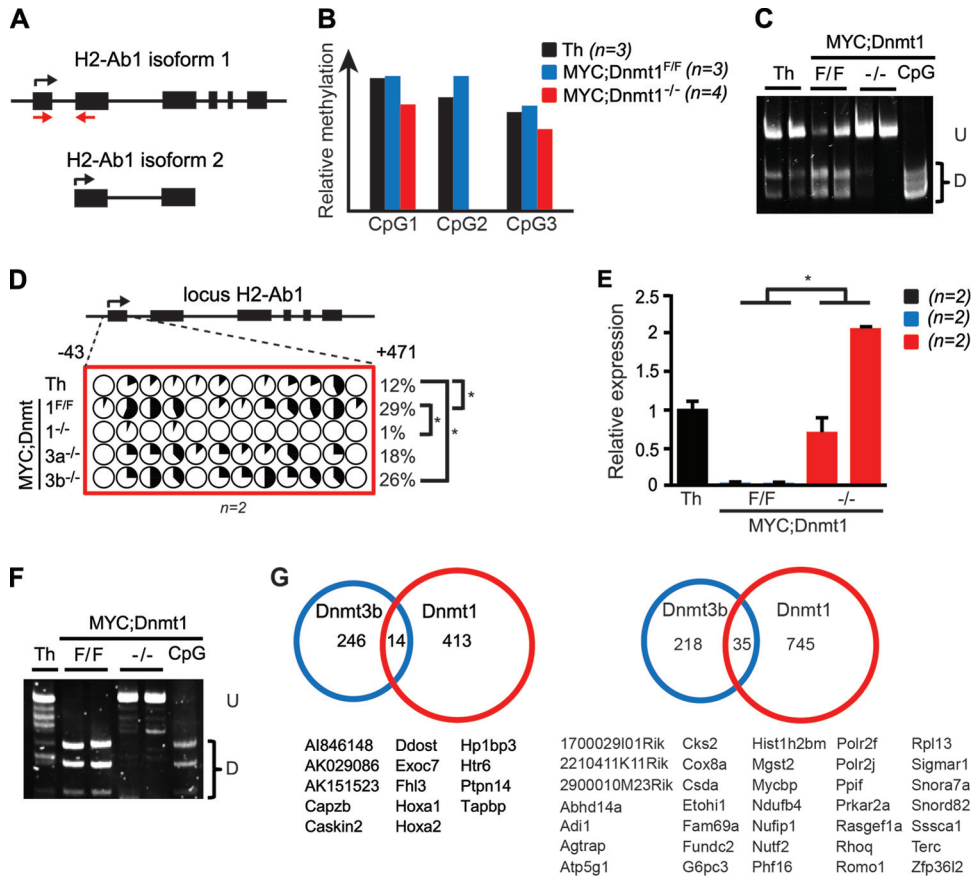 A
H2-Ab1 isoform 1
H2-Ab1 isoform 2
B
Relative methylation
CpG1 CpG2 CpG3
Th (n=3)
MYC;Dnmt1F/F (n=3)
MYC;Dnmt1-/- (n=4)
C
MYC;Dnmt1
Th F/F -/- CpG
U
D
D
locus H2-Ab1
-43 +471
MYC;Dnmt
Th 12% *
1F/F 29%
1-/- 1% * *
3a-/- 18%
3b-/- 26%
n=2
E
Relative expression
2.5
2
1.5
1
0.5
0
*
(n=2)
(n=2)
(n=2)
Th F/F -/-
MYC;Dnmt1
F
MYC;Dnmt1
Th F/F -/- CpG
U
D
G
Dnmt3b Dnmt1
246 14 413
AI846148 Ddost Hp1bp3
AK029086 Exoc7 Htr6
AK151523 Fhl3 Ptpn14
Capzb Hoxa1 Tapbp
Caskin2 Hoxa2
Dnmt3b Dnmt1
218 35 745
1700029I01Rik Cks2 Hist1h2bm Polr2f Rpl13
2210411K11Rik Cox8a Mgst2 Polr2j Sigmar1
2900010M23Rik Csda Mycbp Ppif Snora7a
Abhd14a Etohi1 Ndufb4 Prkar2a Snord82
Adi1 Fam69a Nufip1 Rasgef1a Sssca1
Agtrap Fundc2 Nutf2 Rhoq Terc
Atp5g1 G6pc3 Phf16 Romo1 Zfp36l2